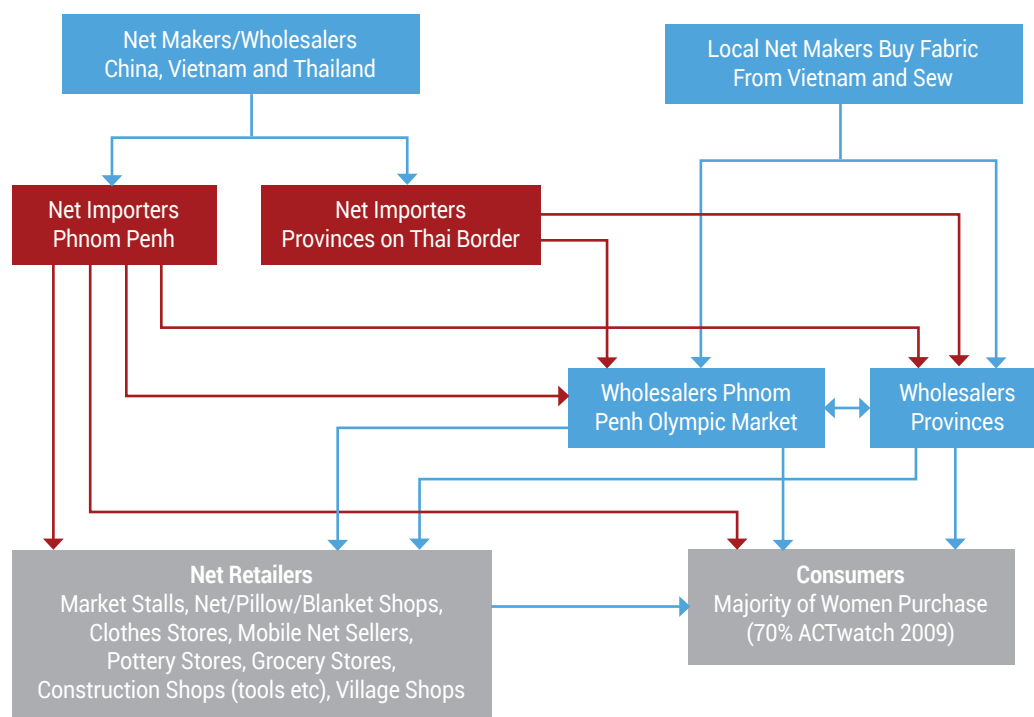 Net Makers/Wholesalers
China, Vietnam and Thailand
Local Net Makers Buy Fabric
From Vietnam and Sew
Net Importers
Phnom Penh
Net Importers
Provinces on Thai Border
Wholesalers Phnom
Penh Olympic Market
Wholesalers
Provinces
Net Retailers
Market Stalls, Net/Pillow/Blanket Shops,
Clothes Stores, Mobile Net Sellers,
Pottery Stores, Grocery Stores,
Construction Shops (tools etc), Village Shops
Consumers
Majority of Women Purchase
(70% ACTwatch 2009)